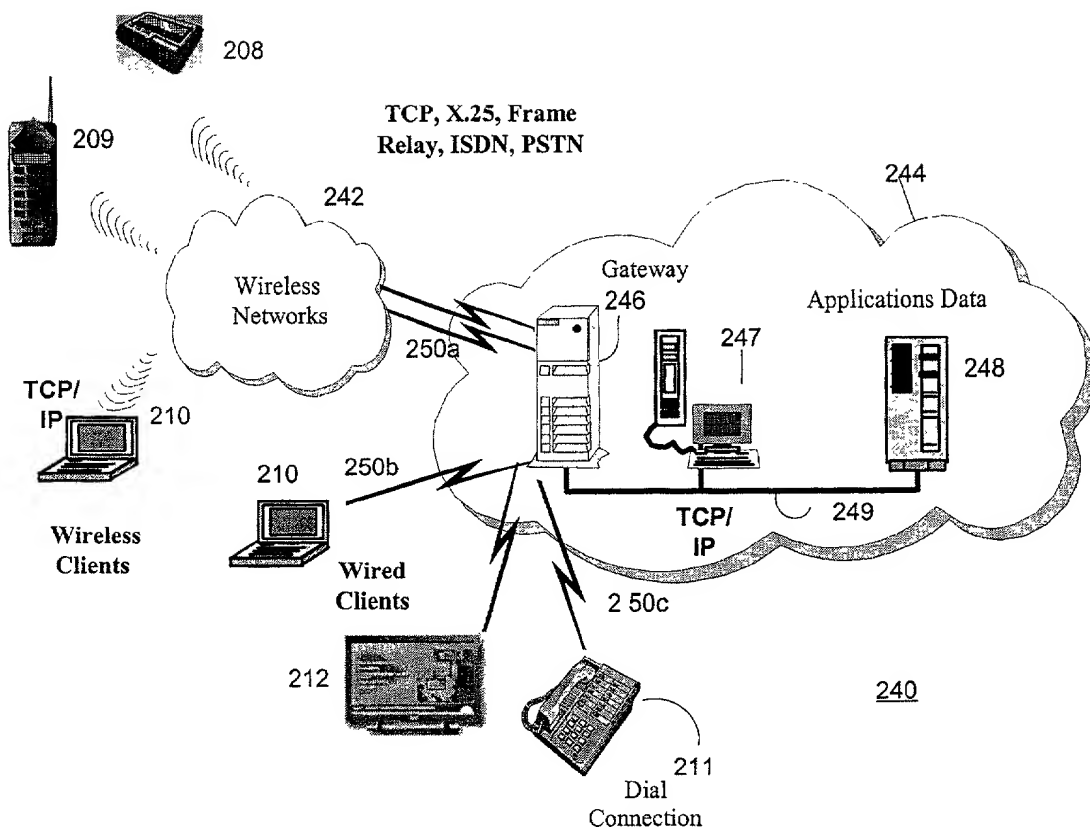 208
TCP, X.25, Frame
Relay, ISDN, PSTN
209
242
244
Gateway
246
Wireless
Networks
Applications Data
250a
247
248
TCP/
IP
210
250b
210
TCP/
IP
249
Wireless
Clients
Wired
Clients
2 50c
212
240
211
Dial
Connection